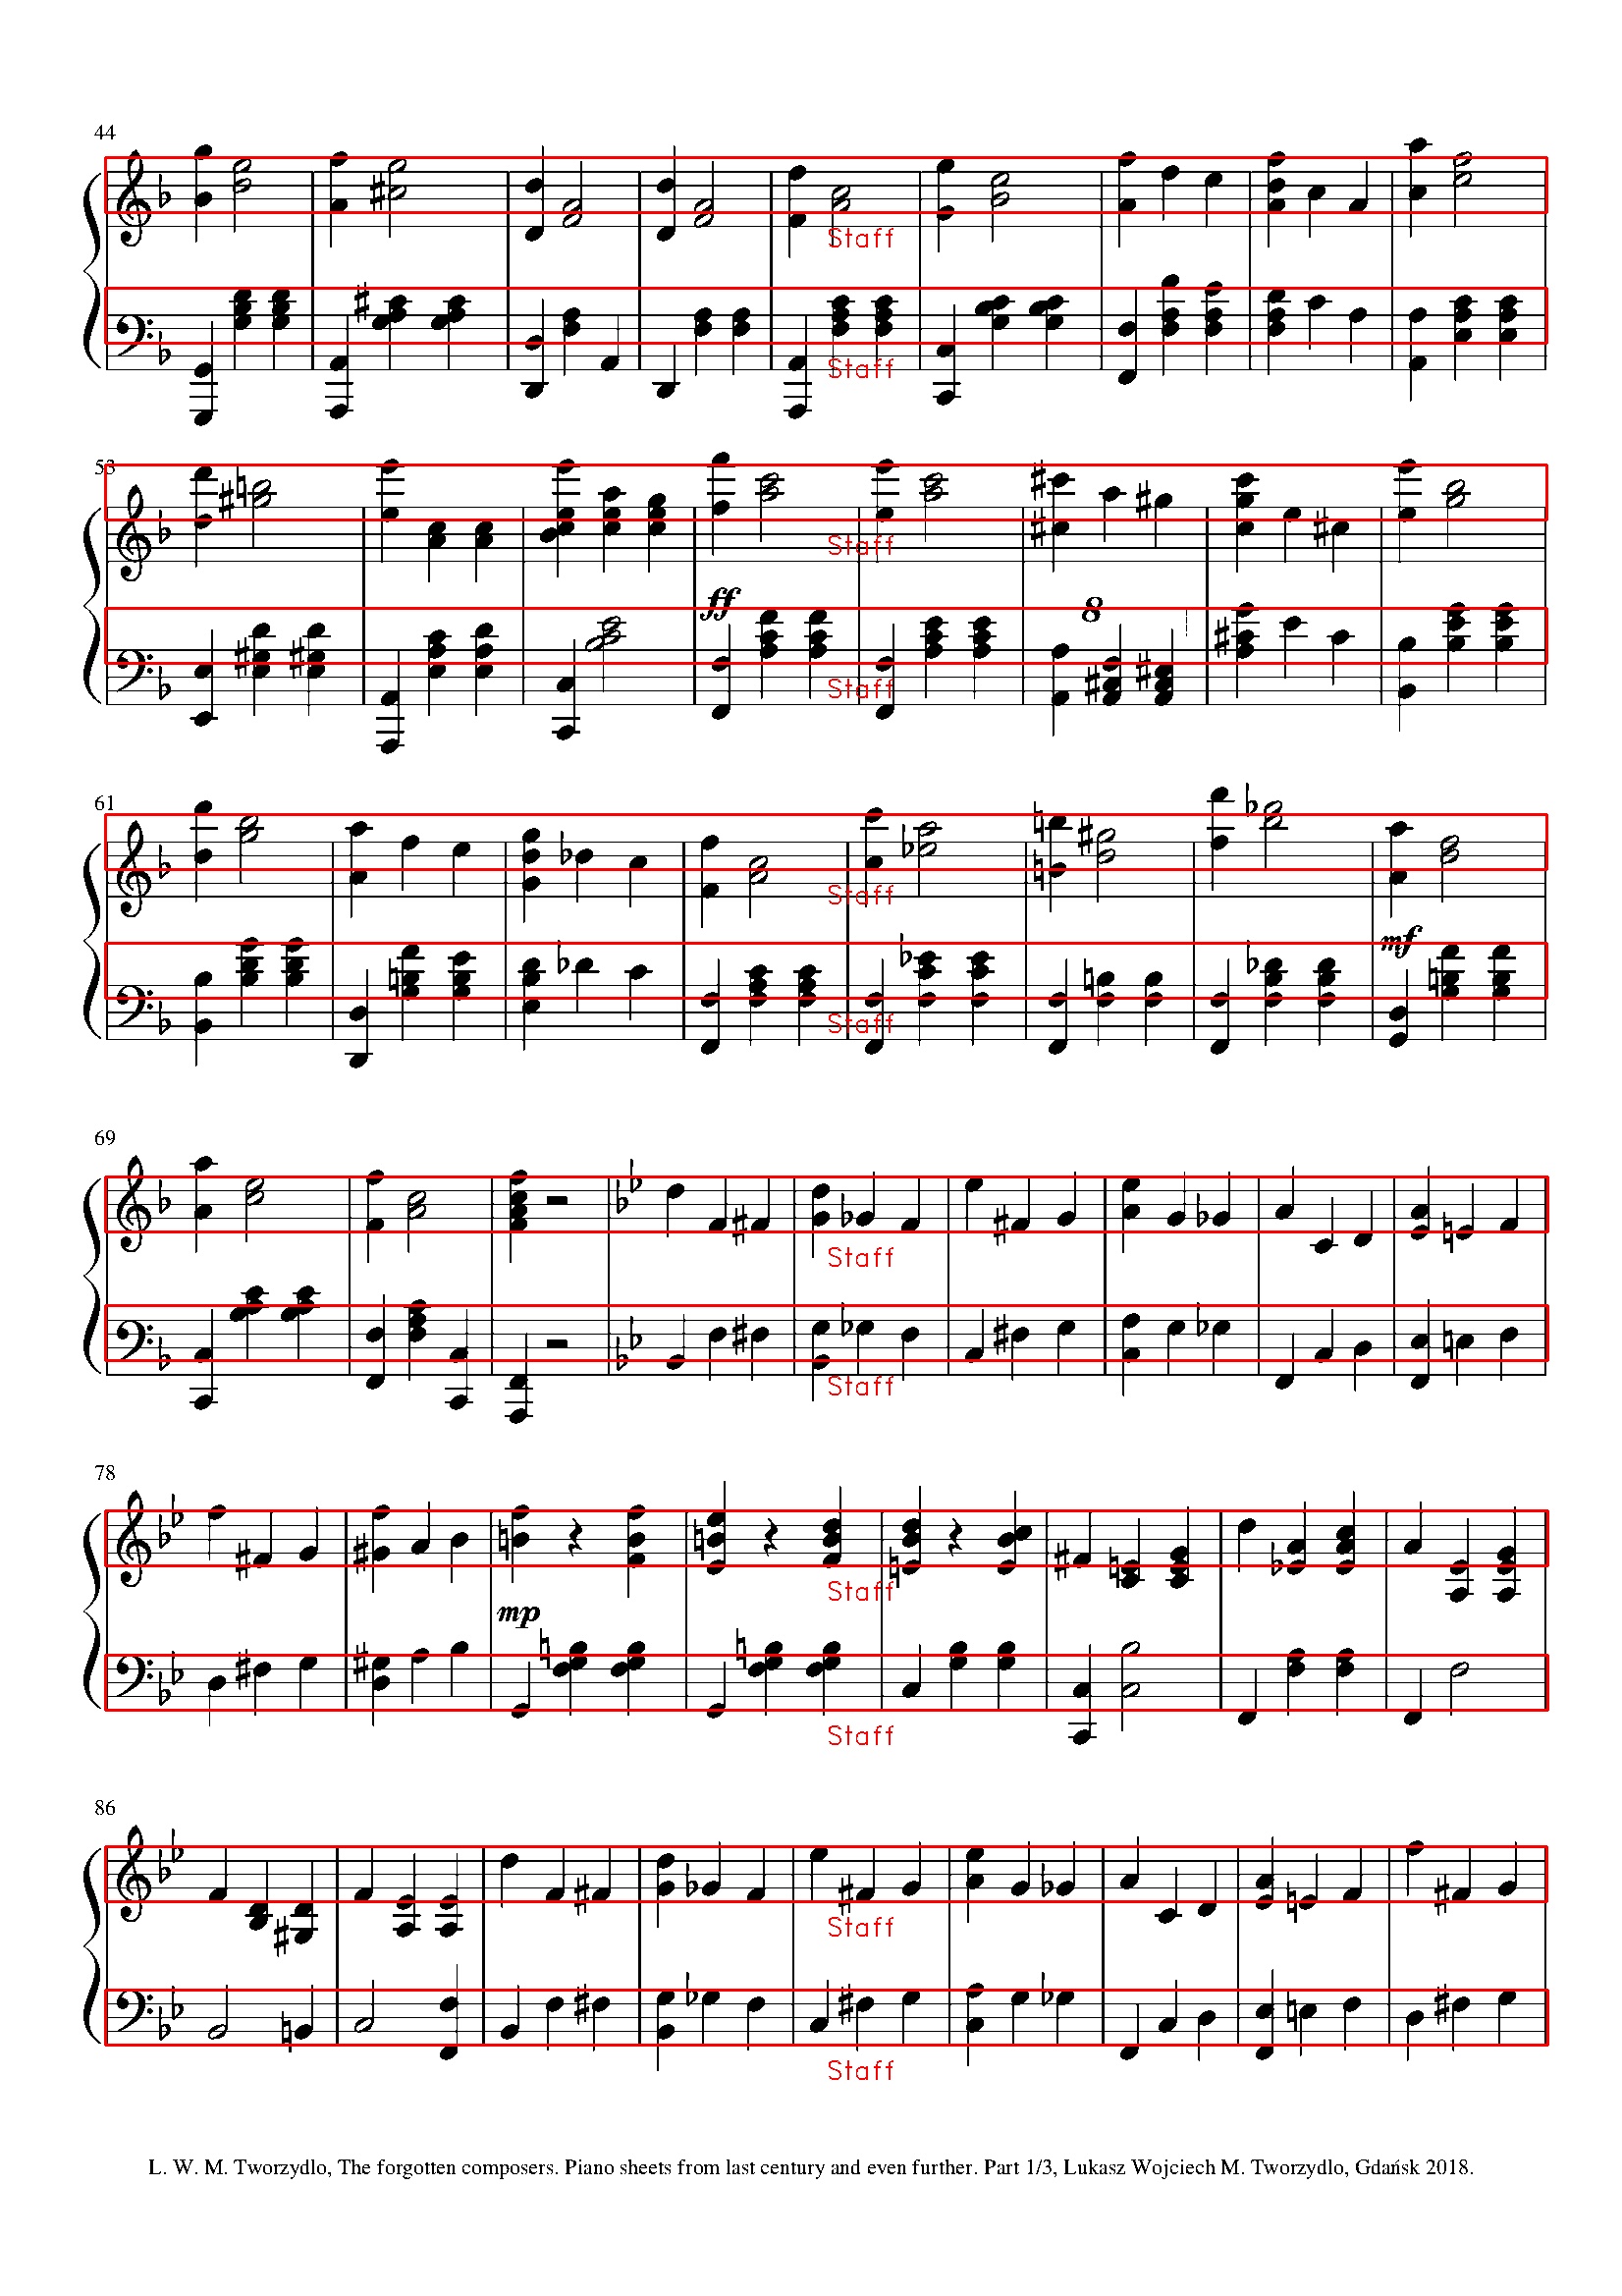 44
Staff
Staff
53
Staff
ff
8
Staff
61
Staff
mf
Staff
69
Staff
Staff
78
Staff
mp
Staff
86
Staff
Staff
L. W. M. Tworzydlo, The forgotten composers. Piano sheets from last century and even further. Part 1/3, Lukasz Wojciech M. Tworzydlo, Gdańsk 2018.